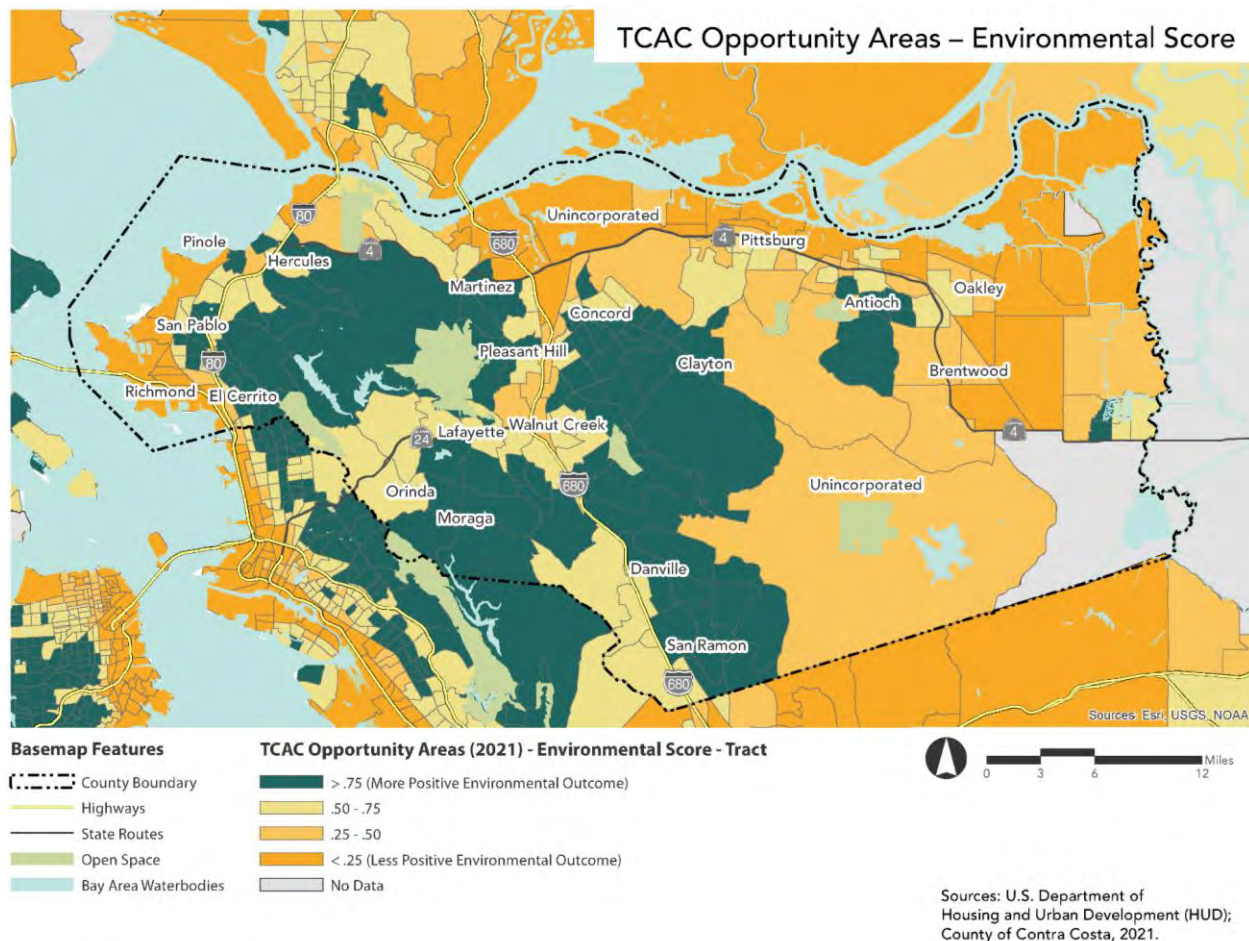 TCAC Opportunity Areas – Environmental Score
80
Unincorporated
Pinole
680
4
Pittsburg
Hercules
4
Martinez
Oakley
Antioch
San Pablo
Concord
Pleasant Hill
Clayton
80
Brentwood
Richmond
El Cerrito
Lafayette
Walnut Creek
24
4
680
Unincorporated
Orinda
Moraga
Danville
San Ramon
680
Sources: Esri, USGS, NOAA
Basemap Features
County Boundary
Highways
State Routes
Open Space
Bay Area Waterbodies
TCAC Opportunity Areas (2021) - Environmental Score - Tract
> .75 (More Positive Environmental Outcome)
.50 - .75
.25 - .50
< .25 (Less Positive Environmental Outcome)
No Data
Miles
0 3 6 12
Sources: U.S. Department of
Housing and Urban Development (HUD);
County of Contra Costa, 2021.